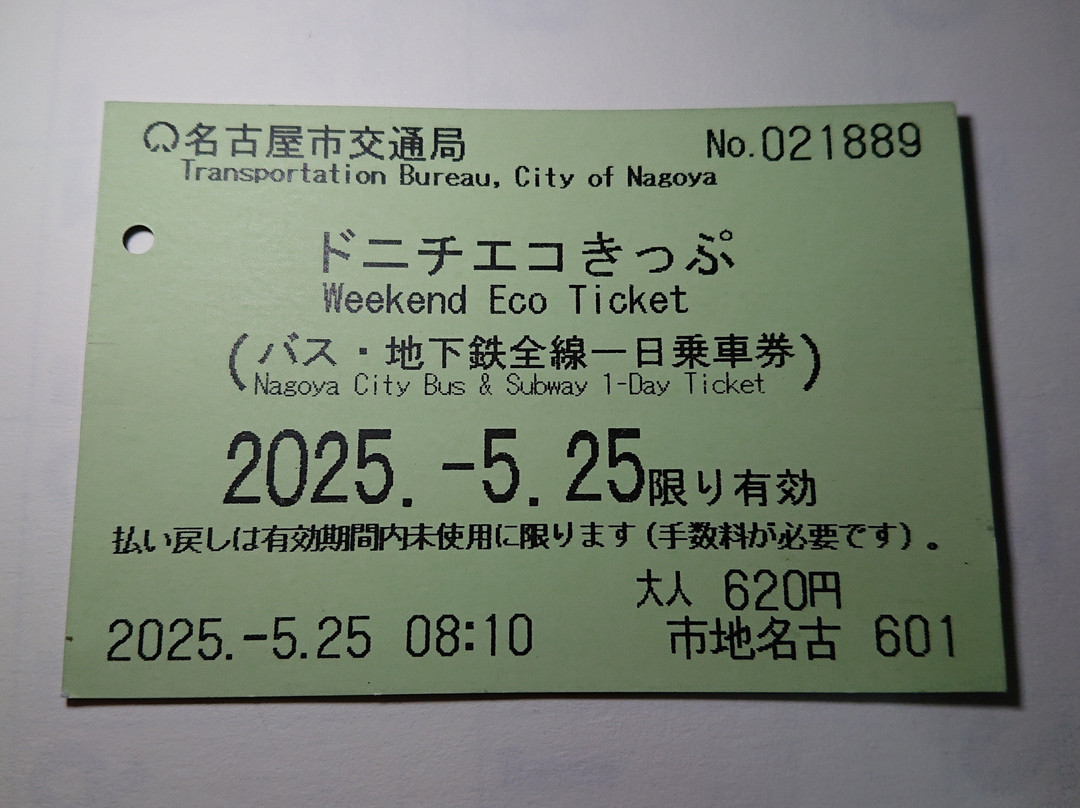 名古屋市交通局 No.021889
Transportation Bureau, City of Nagoya
ドニチエコきっぷ
Weekend Eco Ticket
(バス・地下鉄全線一日乗車券)
Nagoya City Bus & Subway 1-Day Ticket
2025.-5.25限り有効
払い戻しは有効期間内未使用に限ります(手数料が必要です)。
大人 620円
2025.-5.25 08:10 市地名古 601